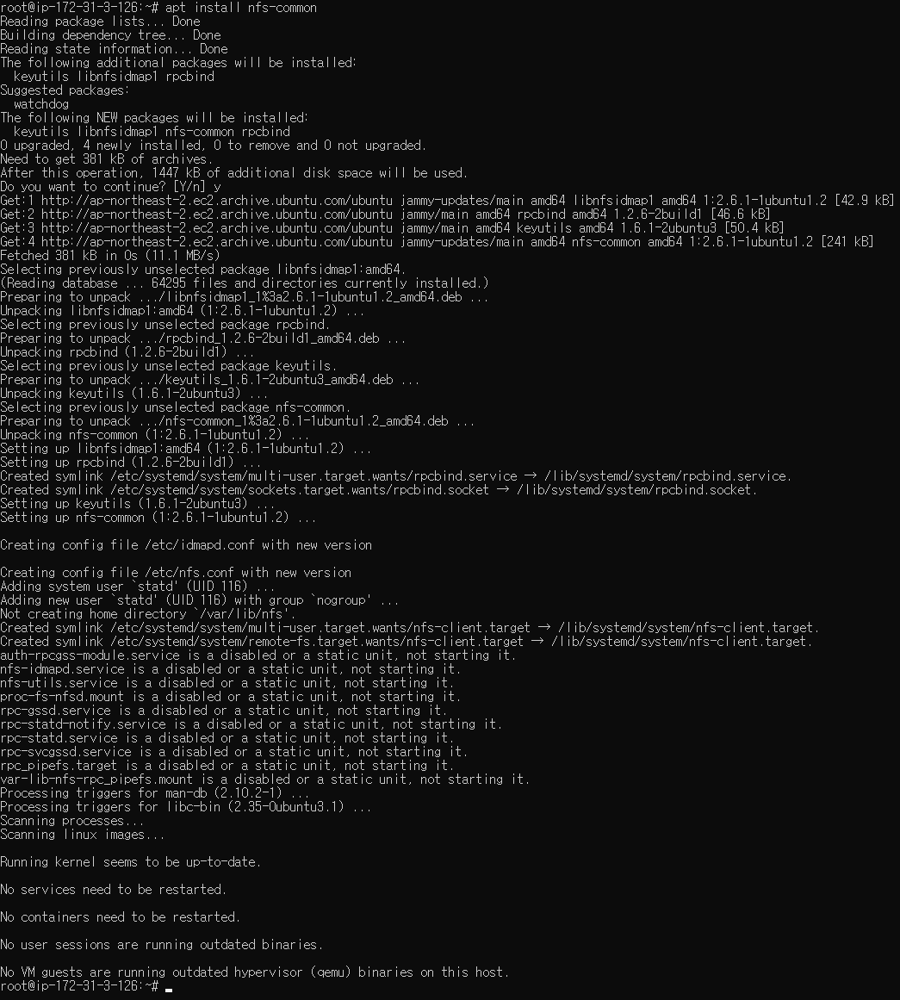 root@ip-172-31-3-126:~# apt install nfs-common
Reading package lists... Done
Building dependency tree... Done
Reading state information... Done
The following additional packages will be installed:
  keyutils libnfsidmap1 rpcbind
Suggested packages:
  watchdog
The following NEW packages will be installed:
  keyutils libnfsidmap1 nfs-common rpcbind
0 upgraded, 4 newly installed, 0 to remove and 0 not upgraded.
Need to get 381 kB of archives.
After this operation, 1447 kB of additional disk space will be used.
Do you want to continue? [Y/n] y
Get:1 http://ap-northeast-2.ec2.archive.ubuntu.com/ubuntu jammy-updates/main amd64 libnfsidmap1 amd64 1:2.6.1-1ubuntu1.2 [42.9 kB]
Get:2 http://ap-northeast-2.ec2.archive.ubuntu.com/ubuntu jammy/main amd64 rpcbind amd64 1.2.6-2build1 [46.6 kB]
Get:3 http://ap-northeast-2.ec2.archive.ubuntu.com/ubuntu jammy/main amd64 keyutils amd64 1.6.1-2ubuntu3 [50.4 kB]
Get:4 http://ap-northeast-2.ec2.archive.ubuntu.com/ubuntu jammy-updates/main amd64 nfs-common amd64 1:2.6.1-1ubuntu1.2 [241 kB]
Fetched 381 kB in 0s (11.1 MB/s)
Selecting previously unselected package libnfsidmap1:amd64.
(Reading database ... 64295 files and directories currently installed.)
Preparing to unpack .../libnfsidmap1_1%3a2.6.1-1ubuntu1.2_amd64.deb ...
Unpacking libnfsidmap1:amd64 (1:2.6.1-1ubuntu1.2) ...
Selecting previously unselected package rpcbind.
Preparing to unpack .../rpcbind_1.2.6-2build1_amd64.deb ...
Unpacking rpcbind (1.2.6-2build1) ...
Selecting previously unselected package keyutils.
Preparing to unpack .../keyutils_1.6.1-2ubuntu3_amd64.deb ...
Unpacking keyutils (1.6.1-2ubuntu3) ...
Selecting previously unselected package nfs-common.
Preparing to unpack .../nfs-common_1%3a2.6.1-1ubuntu1.2_amd64.deb ...
Unpacking nfs-common (1:2.6.1-1ubuntu1.2) ...
Setting up libnfsidmap1:amd64 (1:2.6.1-1ubuntu1.2) ...
Setting up rpcbind (1.2.6-2build1) ...
Created symlink /etc/systemd/system/multi-user.target.wants/rpcbind.service → /lib/systemd/system/rpcbind.service.
Created symlink /etc/systemd/system/sockets.target.wants/rpcbind.socket → /lib/systemd/system/rpcbind.socket.
Setting up keyutils (1.6.1-2ubuntu3) ...
Setting up nfs-common (1:2.6.1-1ubuntu1.2) ...

Creating config file /etc/idmapd.conf with new version

Creating config file /etc/nfs.conf with new version
Adding system user `statd' (UID 116) ...
Adding new user `statd' (UID 116) with group `nogroup' ...
Not creating home directory `/var/lib/nfs'.
Created symlink /etc/systemd/system/multi-user.target.wants/nfs-client.target → /lib/systemd/system/nfs-client.target.
Created symlink /etc/systemd/system/remote-fs.target.wants/nfs-client.target → /lib/systemd/system/nfs-client.target.
auth-rpcgss-module.service is a disabled or a static unit, not starting it.
nfs-idmapd.service is a disabled or a static unit, not starting it.
nfs-utils.service is a disabled or a static unit, not starting it.
proc-fs-nfsd.mount is a disabled or a static unit, not starting it.
rpc-gssd.service is a disabled or a static unit, not starting it.
rpc-statd-notify.service is a disabled or a static unit, not starting it.
rpc-statd.service is a disabled or a static unit, not starting it.
rpc-svcgssd.service is a disabled or a static unit, not starting it.
rpc_pipefs.target is a disabled or a static unit, not starting it.
var-lib-nfs-rpc_pipefs.mount is a disabled or a static unit, not starting it.
Processing triggers for man-db (2.10.2-1) ...
Processing triggers for libc-bin (2.35-0ubuntu3.1) ...
Scanning processes...
Scanning linux images...

Running kernel seems to be up-to-date.

No services need to be restarted.

No containers need to be restarted.

No user sessions are running outdated binaries.

No VM guests are running outdated hypervisor (qemu) binaries on this host.
root@ip-172-31-3-126:~#